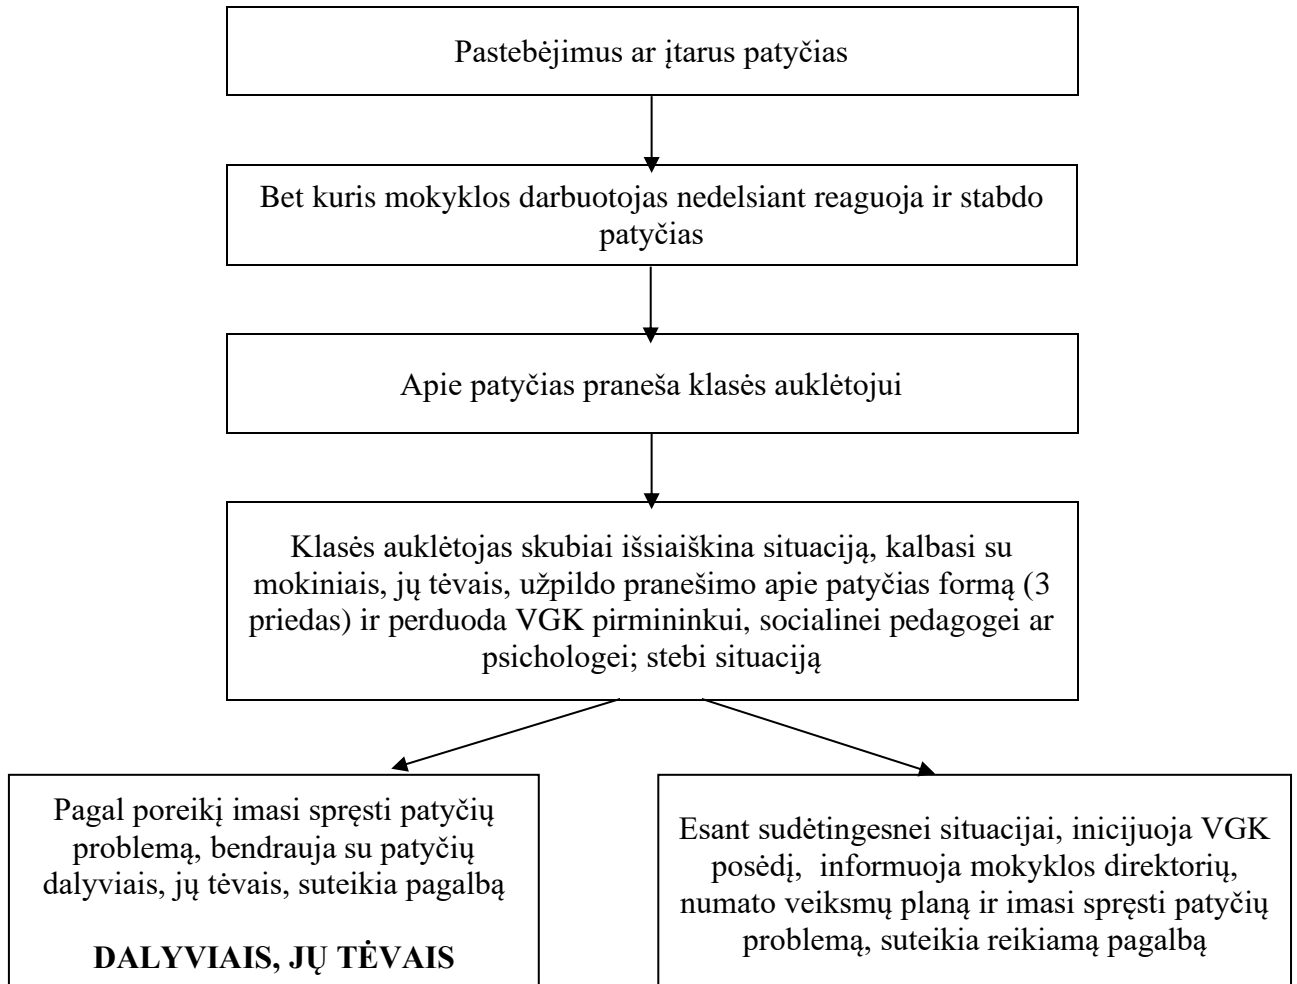 Pastebėjimus ar įtarus patyčias
Bet kuris mokyklos darbuotojas nedelsiant reaguoja ir stabdo
patyčias
Apie patyčias praneša klasės auklėtojui
Klasės auklėtojas skubiai išsiaiškina situaciją, kalbasi su
mokiniais, jų tėvais, užpildo pranešimo apie patyčias formą (3
priedas) ir perduoda VGK pirmininkui, socialinei pedagogei ar
psichologei; stebi situaciją
Pagal poreikį imasi spręsti patyčių
problemą, bendrauja su patyčių
dalyviais, jų tėvais, suteikia pagalbą
DALYVIAIS, JŲ TĖVAIS
Esant sudėtingesnei situacijai, inicijuoja VGK
posėdį, informuoja mokyklos direktorių,
numato veiksmų planą ir imasi spręsti patyčių
problemą, suteikia reikiamą pagalbą